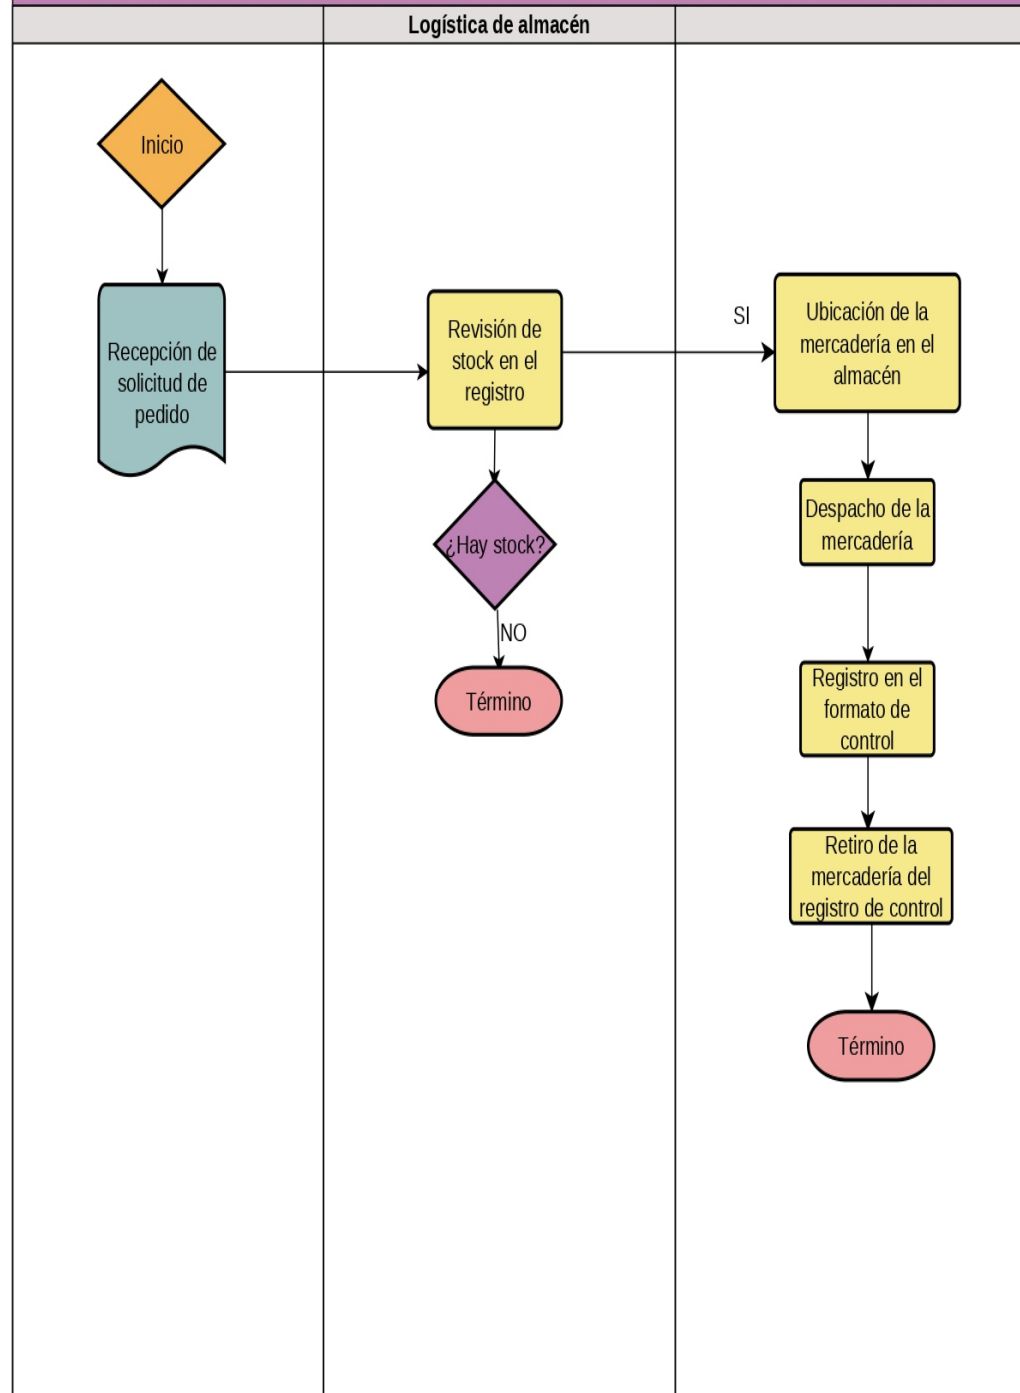 Logística de almacén
Inicio
Recepción de
solicitud de
pedido
Revisión de
stock en el
registro
SI
Ubicación de la
mercadería en el
almacén
¿Hay stock?
NO
Término
Despacho de la
mercadería
Registro en el
formato de
control
Retiro de la
mercadería del
registro de control
Término